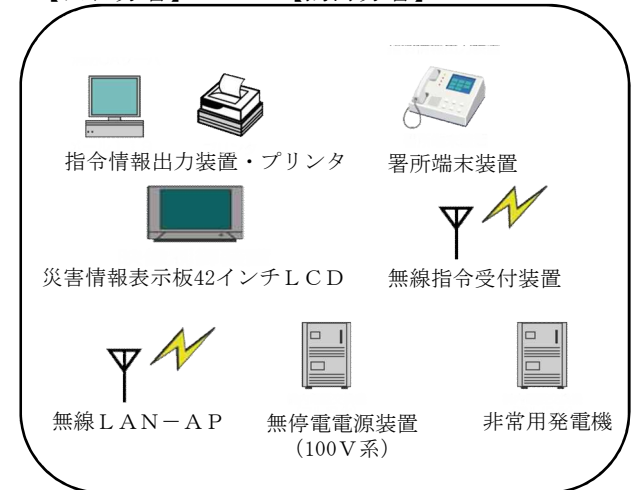 指令情報出力装置・プリンタ
署所端末装置
災害情報表示板42インチＬＣＤ
無線指令受付装置
無線ＬＡＮ－ＡＰ
無停電電源装置
（100Ｖ系）
非常用発電機